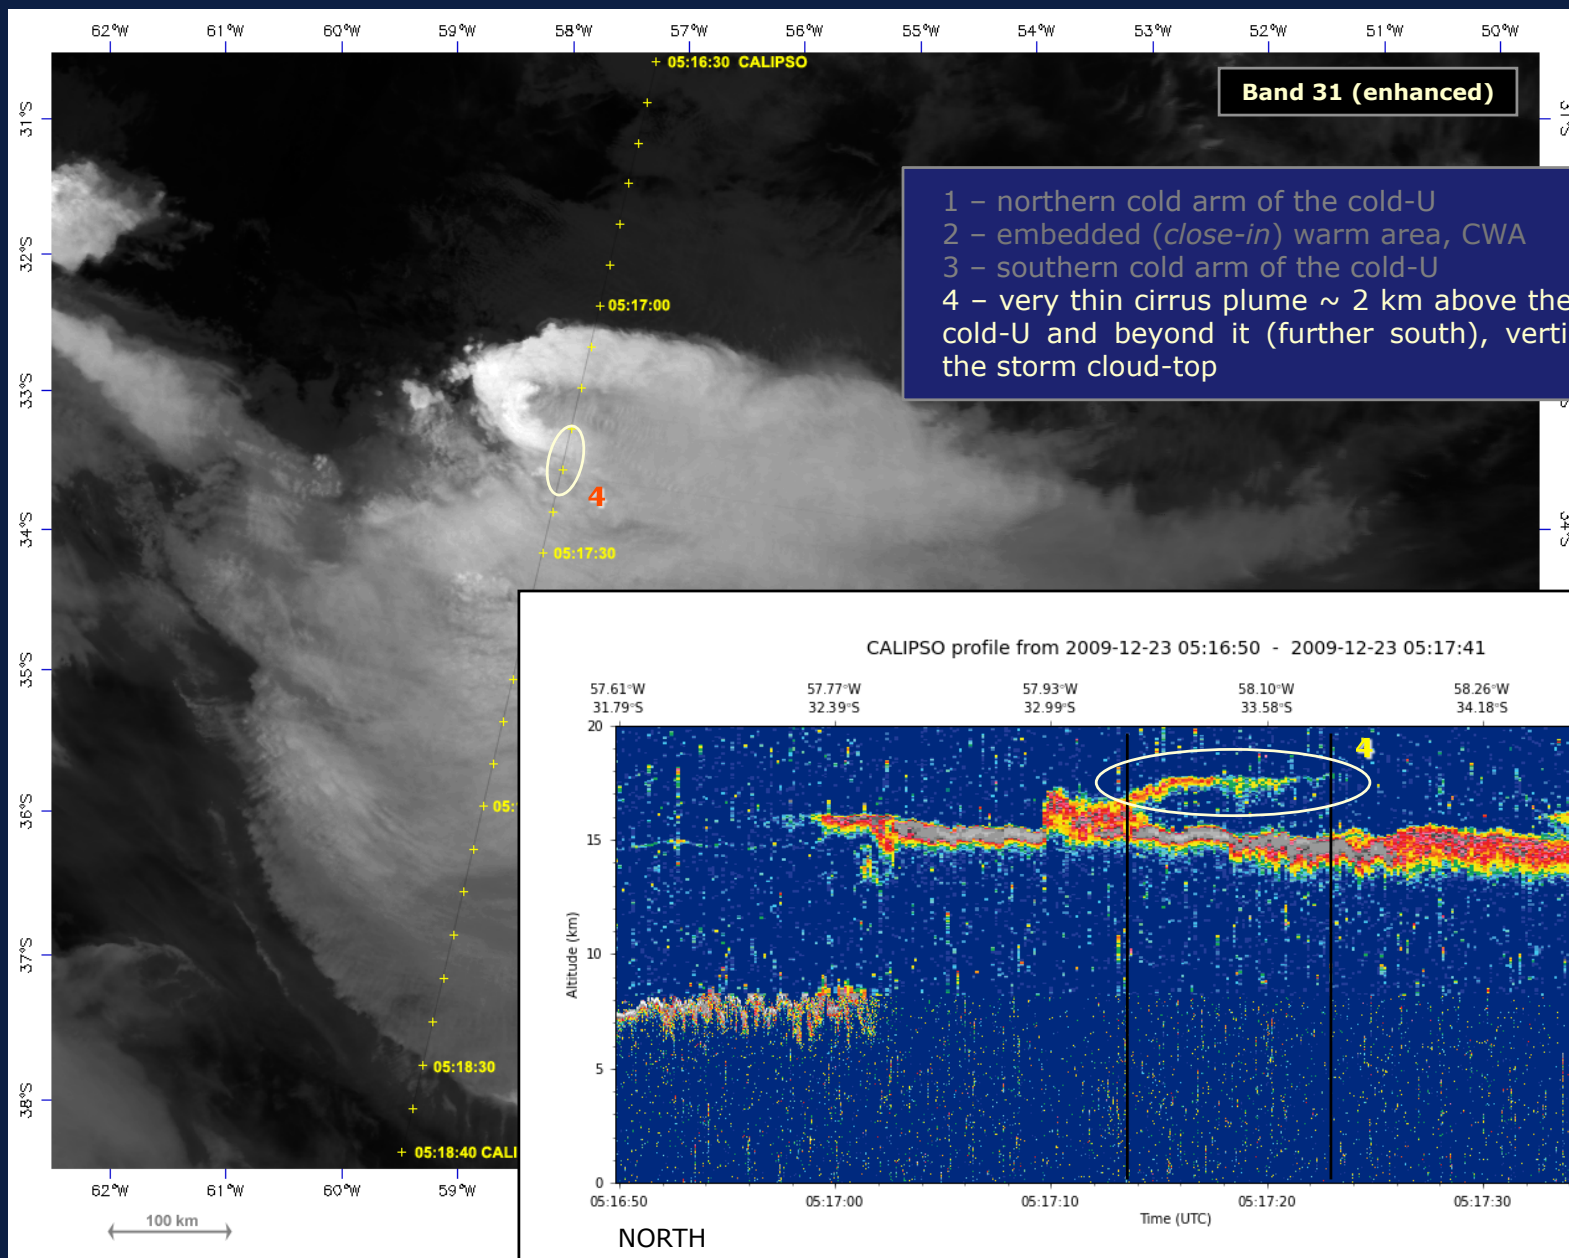 62°W 61°W 60°W 59°W 58°W 57°W 56°W 55°W 54°W 53°W 52°W 51°W 50°W
05:16:30 CALIPSO
Band 31 (enhanced)
31°S
32°S
33°S
34°S
35°S
36°S
37°S
38°S
34°S
1 – northern cold arm of the cold-U
2 – embedded (close-in) warm area, CWA
3 – southern cold arm of the cold-U
4 – very thin cirrus plume ~ 2 km above the
cold-U and beyond it (further south),
the storm cloud-top
05:17:00
4
05:17:30
05:18:30
05:18:40
62°W 61°W 60°W 59°W
100 km
CALIPSO profile from 2009-12-23 05:16:50 - 2009-12-23 05:17:41
57.61°W 57.77°W 57.93°W 58.10°W 58.26°W
31.79°S 32.39°S 32.99°S 33.58°S 34.18°S
4
20
15
10
5
0
Altitude (km)
05:16:50 05:17:00 05:17:10 05:17:20 05:17:30
Time (UTC)
NORTH